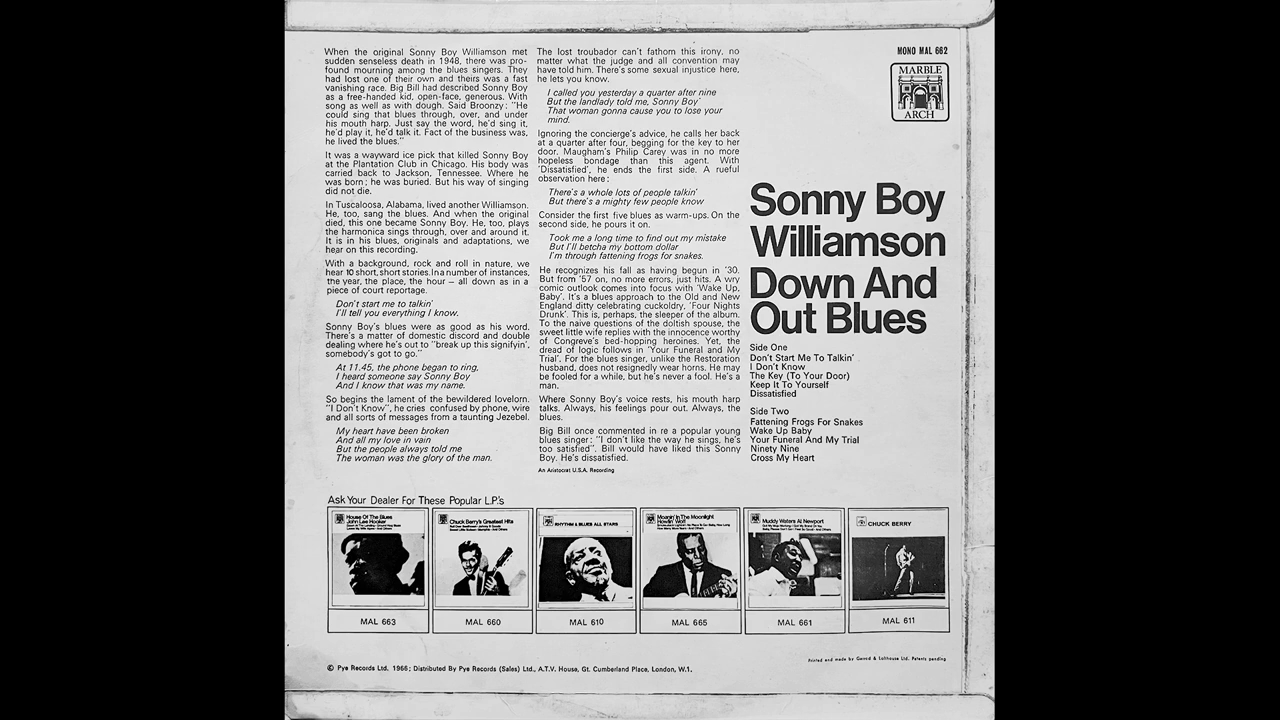 When the original Sonny Boy Williamson met
sudden senseless death in 1948, there was pro-
found mourning among the blues singers. They
had lost one of their own and theirs was a fast
vanishing race. Big Bill had described Sonny Boy
as a free-handed kid, open-face, generous. With
song as well as with dough. Said Broonzy: "He
could sing that blues through, over, and under
his mouth harp. Just say the word, he'd sing it,
he'd play it, he'd talk it. Fact of the business was,
he lived the blues."
It was a wayward ice pick that killed Sonny Boy
at the Plantation Club in Chicago. His body was
carried back to Jackson, Tennessee. Where he
was born; he was buried. But his way of singing
did not die.
In Tuscaloosa, Alabama, lived another Williamson.
He, too, sang the blues. And when the original
died, this one became Sonny Boy. He, too, plays
the harmonica sings through, over and around it.
It is in his blues, originals and adaptations, we
hear on this recording.
With a background, rock and roll in nature, we
hear 10 short, short stories. In a number of instances,
the year, the place, the hour — all down as in a
piece of court reportage.
Don't start me to talkin'
I'll tell you everything I know.
Sonny Boy's blues were as good as his word.
There's a matter of domestic discord and double
dealing where he's out to "break up this signifyin',
somebody's got to go."
At 11.45, the phone began to ring,
I heard someone say Sonny Boy
And I know that was my name.
So begins the lament of the bewildered lovelorn.
"I Don't Know", he cries confused by phone, wire
and all sorts of messages from a taunting Jezebel.
My heart have been broken
And all my love in vain
But the people always told me
The woman was the glory of the man.
The lost troubador can't fathom this irony, no
matter what the judge and all convention may
have told him. There's some sexual injustice here,
he lets you know.
I called you yesterday a quarter after nine
But the landlady told me, Sonny Boy'
That woman gonna cause you to lose your
mind.
Ignoring the concierge's advice, he calls her back
at a quarter after four, begging for the key to her
door. Maugham's Philip Carey was in no more
hopeless bondage than this agent. With
'Dissatisfied', he ends the first side. A rueful
observation here:
There's a whole lots of people talkin'
But there's a mighty few people know
Consider the first five blues as warm-ups. On the
second side, he pours it on.
Took me a long time to find out my mistake
But I'll betcha my bottom dollar
I'm through fattening frogs for snakes.
He recognizes his fall as having begun in '30.
But from '57 on, no more errors, just hits. A wry
comic outlook comes into focus with 'Wake Up,
Baby'. It's a blues approach to the Old and New
England ditty celebrating cuckoldry, 'Four Nights
Drunk'. This is, perhaps, the sleeper of the album.
To the naive questions of the doltish spouse, the
sweet little wife replies with the innocence worthy
of Congreve's bed-hopping heroines. Yet, the
dread of logic follows in 'Your Funeral and My
Trial'. For the blues singer, unlike the Restoration
husband, does not resignedly wear horns. He may
be fooled for a while, but he's never a fool. He's a
man.
Where Sonny Boy's voice rests, his mouth harp
talks. Always, his feelings pour out. Always, the
blues.
Big Bill once commented in re a popular young
blues singer: "I don't like the way he sings, he's
too satisfied". Bill would have liked this Sonny
Boy. He's dissatisfied.
An Aristocrat U.S.A. Recording
MONO MAL 662
MARBLE
ARCH
Sonny Boy
Williamson
Down And
Out Blues
Side One
Don't Start Me To Talkin'
I Don't Know
The Key (To Your Door)
Keep It To Yourself
Dissatisfied
Side Two
Fattening Frogs For Snakes
Wake Up Baby
Your Funeral And My Trial
Ninety Nine
Cross My Heart
Ask Your Dealer For These Popular L.P.'s
House Of The Blues
John Lee Hooker
Chuck Berry's Greatest Hits
RHYTHM & BLUES ALL STARS
Moanin' In The Moonlight
Howlin' Wolf
Muddy Waters At Newport
CHUCK BERRY
MAL 663
MAL 660
MAL 610
MAL 665
MAL 661
MAL 611
Printed and made by Garrod & Lofthouse Ltd. Patents pending
© Pye Records Ltd. 1966; Distributed By Pye Records (Sales) Ltd., A.T.V. House, Gt. Cumberland Place, London, W.1.